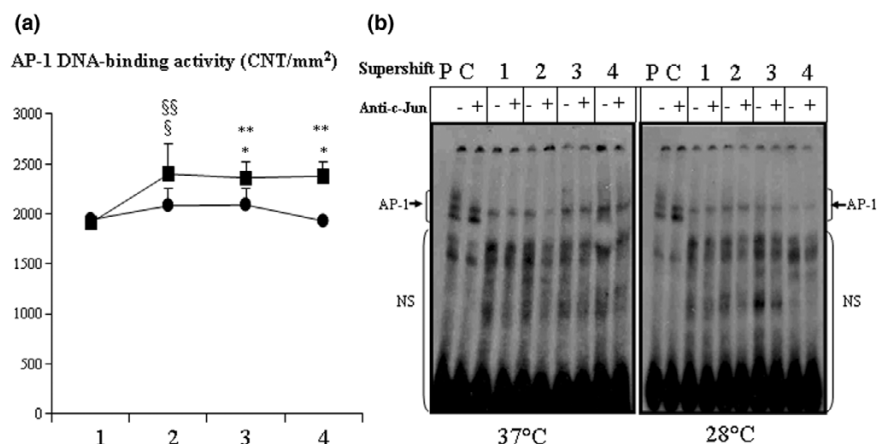 (a)
AP-1 DNA-binding activity (CNT/mm²)
3000
2500
2000
1500
1000
500
0
§§
§
**
*
**
*
1 2 3 4
(b)
Supershift P C 1 2 3 4 P C 1 2 3 4
Anti-c-Jun - + - + - + - + - + - + - + - + - + - +
AP-1
AP-1
NS
NS
37°C
28°C